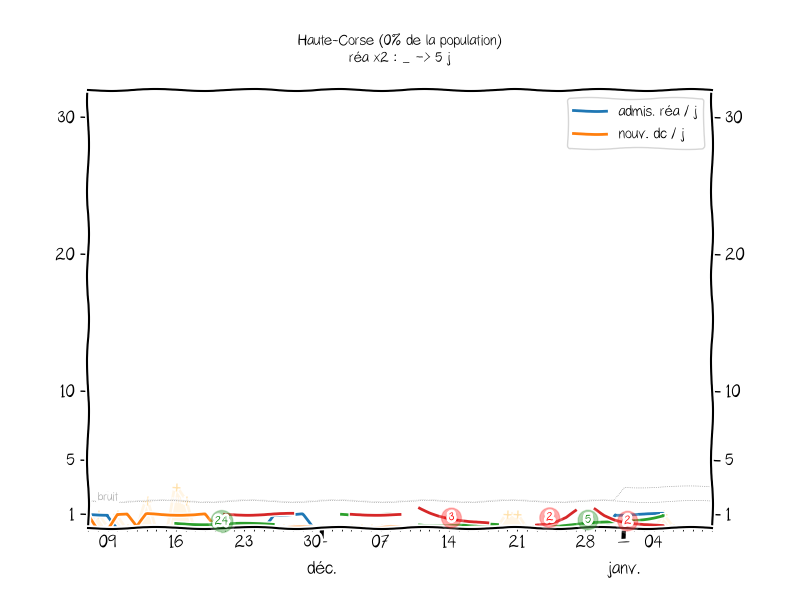 Haute-Corse (0% de la population)
réa x2 : _ -> 5 j
admis. réa / j
nouv. dc / j
30
30
20
20
10
10
5
5
bruit
1
1
24
3
2
5
2
09 16 23 30 07 14 21 28 04
déc. janv.